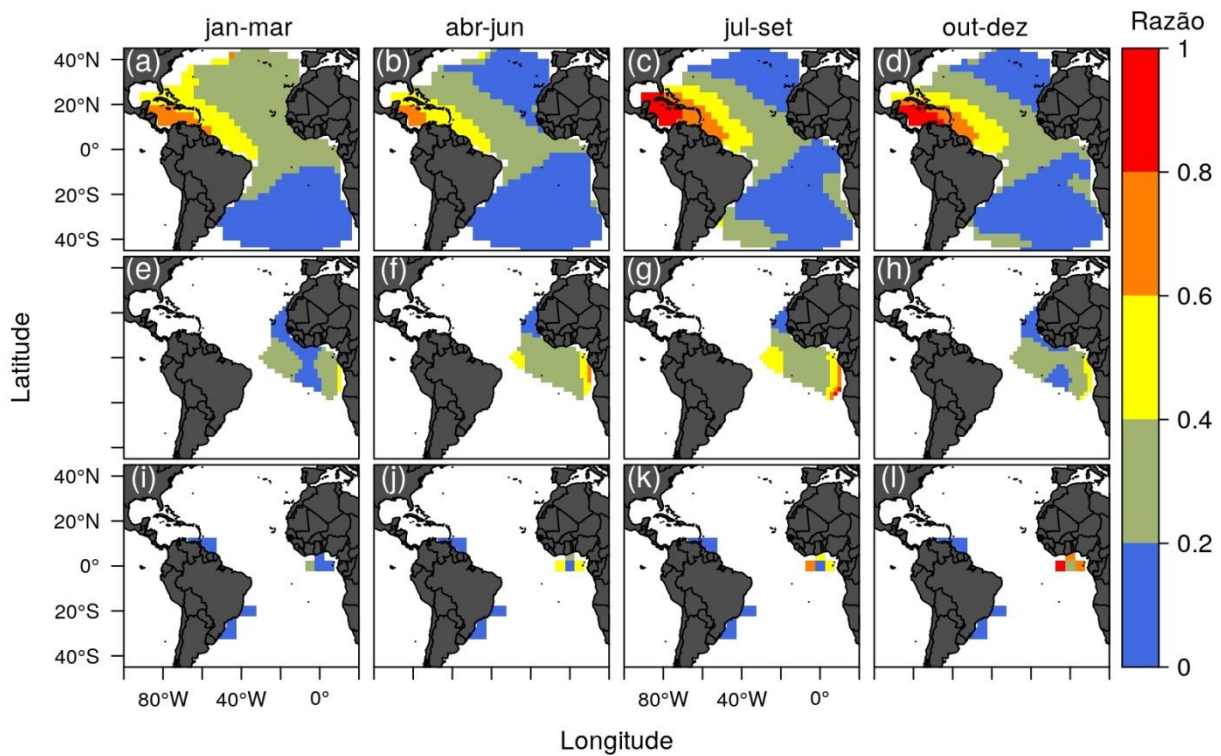 jan-mar abr-jun jul-set out-dez Razão
(a) (b) (c) (d)
40°N
20°N
0°
20°S
40°S
(e) (f) (g) (h)
(i) (j) (k) (l)
40°N
20°N
0°
20°S
40°S
80°W 40°W 0° 80°W 40°W 0°
Latitude
Longitude
1
0.8
0.6
0.4
0.2
0